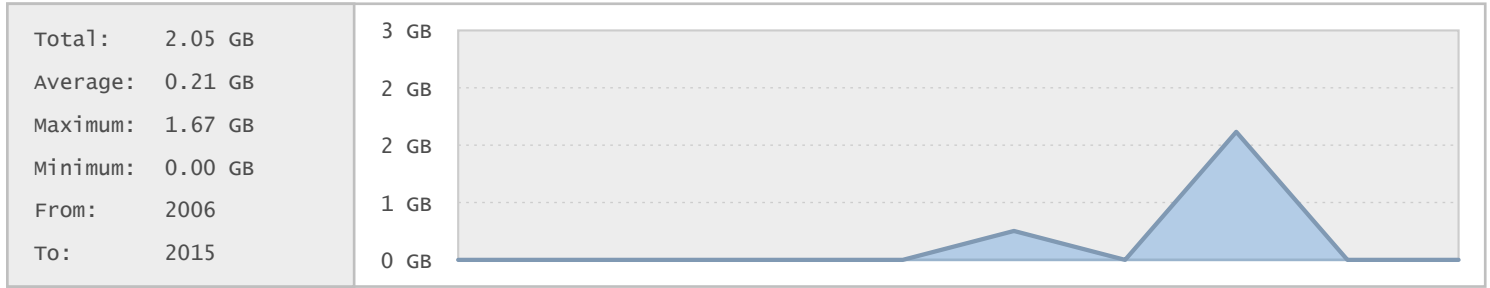 Total: 2.05 GB
Average: 0.21 GB
Maximum: 1.67 GB
Minimum: 0.00 GB
From: 2006
To: 2015
3 GB
2 GB
2 GB
1 GB
0 GB